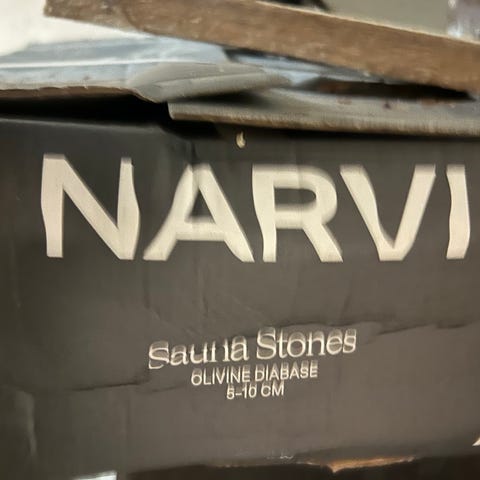 NARVI
Sauna Stones
OLIVINE DIABASE
5-10 CM